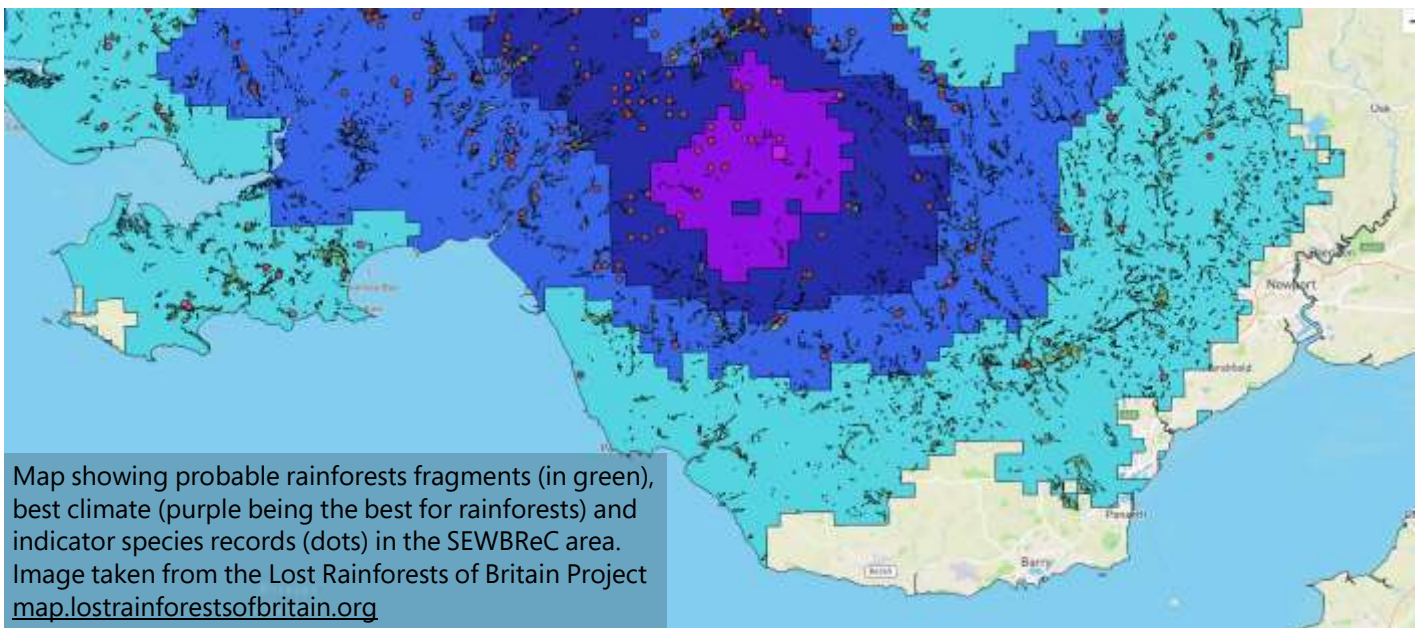 Usk
Newport
Penarth
Barry
Map showing probable rainforests fragments (in green),
best climate (purple being the best for rainforests) and
indicator species records (dots) in the SEWBReC area.
Image taken from the Lost Rainforests of Britain Project
map.lostrainforestsofbritain.org